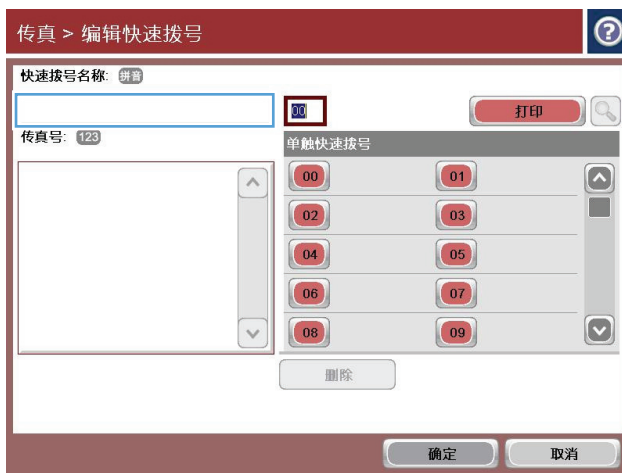 传真 > 编辑快速拨号
?
快速拨号名称: 拼音
00
打印
传真号: 123
单触快速拨号
00 01
02 03
04 05
06 07
08 09
删除
确定 取消